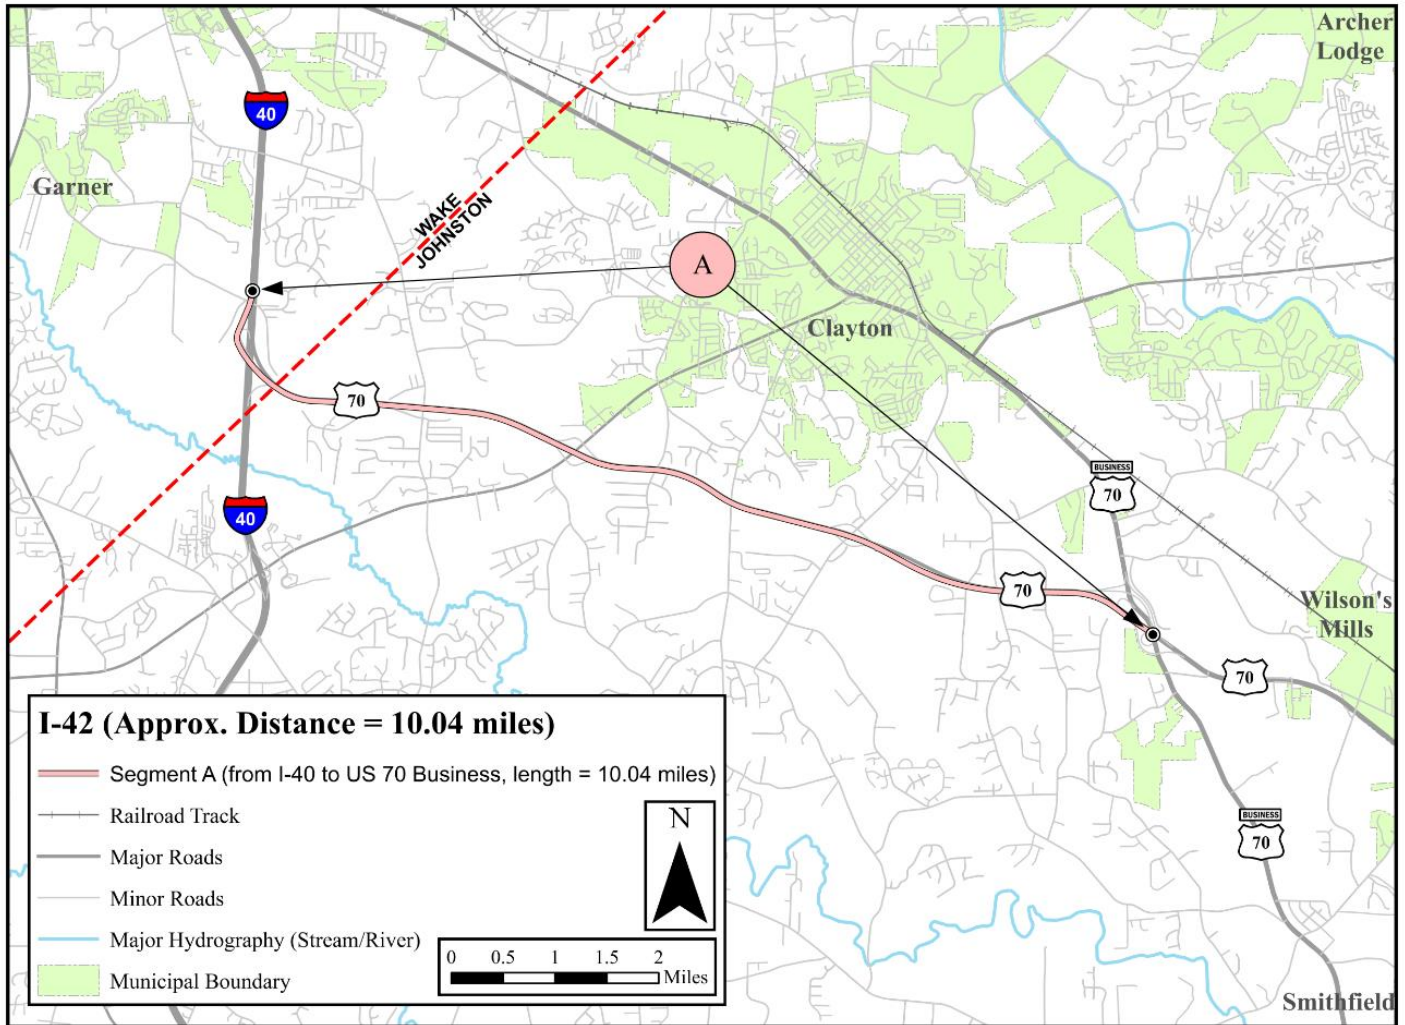 Archer
Lodge
40
Garner
WAKE
JOHNSTON
A
Clayton
70
BUSINESS
70
40
70
Wilson's
Mills
70
I-42 (Approx. Distance = 10.04 miles)
Segment A (from I-40 to US 70 Business, length = 10.04 miles)
Railroad Track
Major Roads
Minor Roads
Major Hydrography (Stream/River)
Municipal Boundary
N
0 0.5 1 1.5 2
Miles
BUSINESS
70
Smithfield